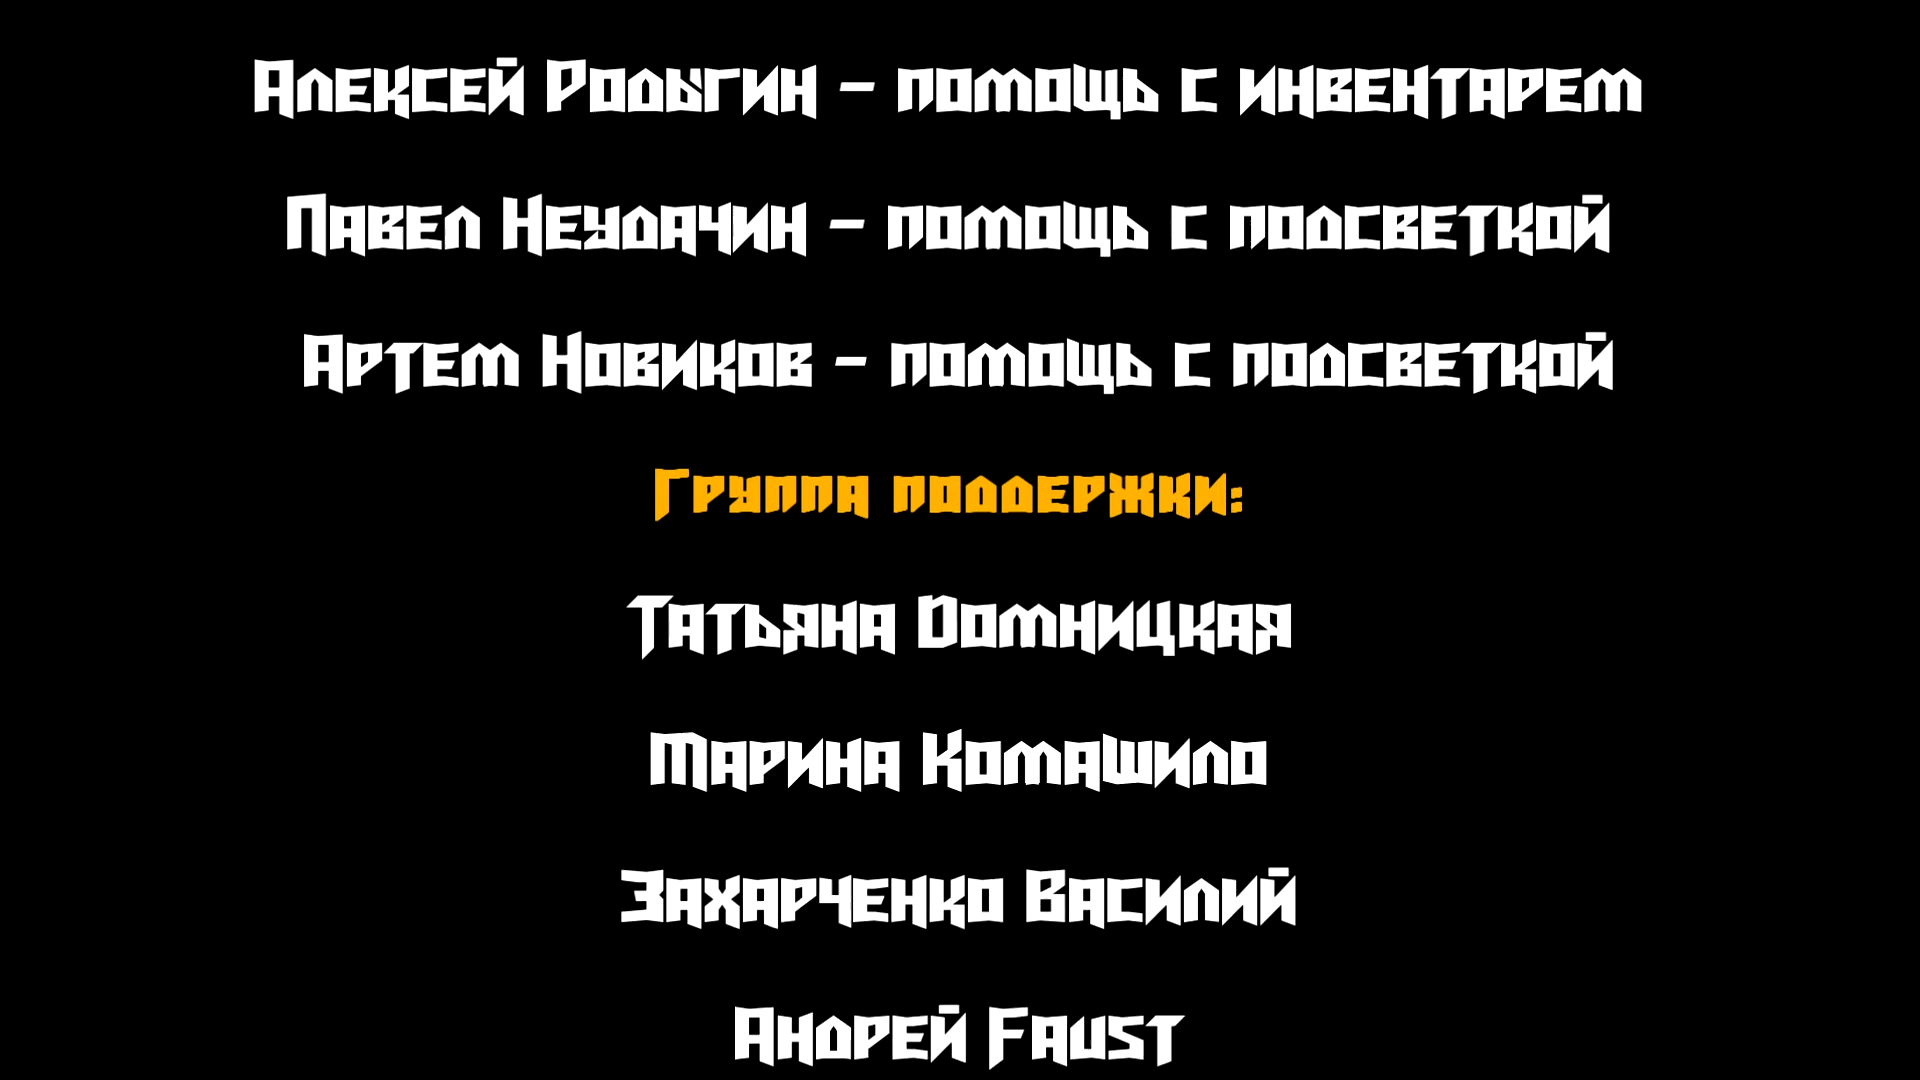 Алексей Родыгин - помощь с инвентарем
Павел Неудачин - помощь с подсветкой
Артем Новиков - помощь с подсветкой
Группа поддержки:
Татьяна Домницкая
Марина Комашило
Захарченко Василий
Андрей Faust